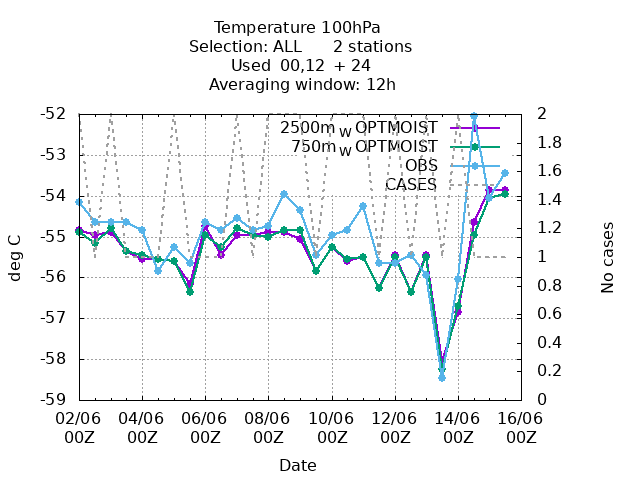 Temperature 100hPa
Selection: ALL 2 stations
Used 00,12 + 24
Averaging window: 12h
-52
-53
-54
-55
-56
-57
-58
-59
deg C
2500m W OPTMOIST
750m W OPTMOIST
OBS
CASES
2
1.8
1.6
1.4
1.2
1
0.8
0.6
0.4
0.2
0
No cases
02/06 04/06 06/06 08/06 10/06 12/06 14/06 16/06
00Z 00Z 00Z 00Z 00Z 00Z 00Z 00Z
Date